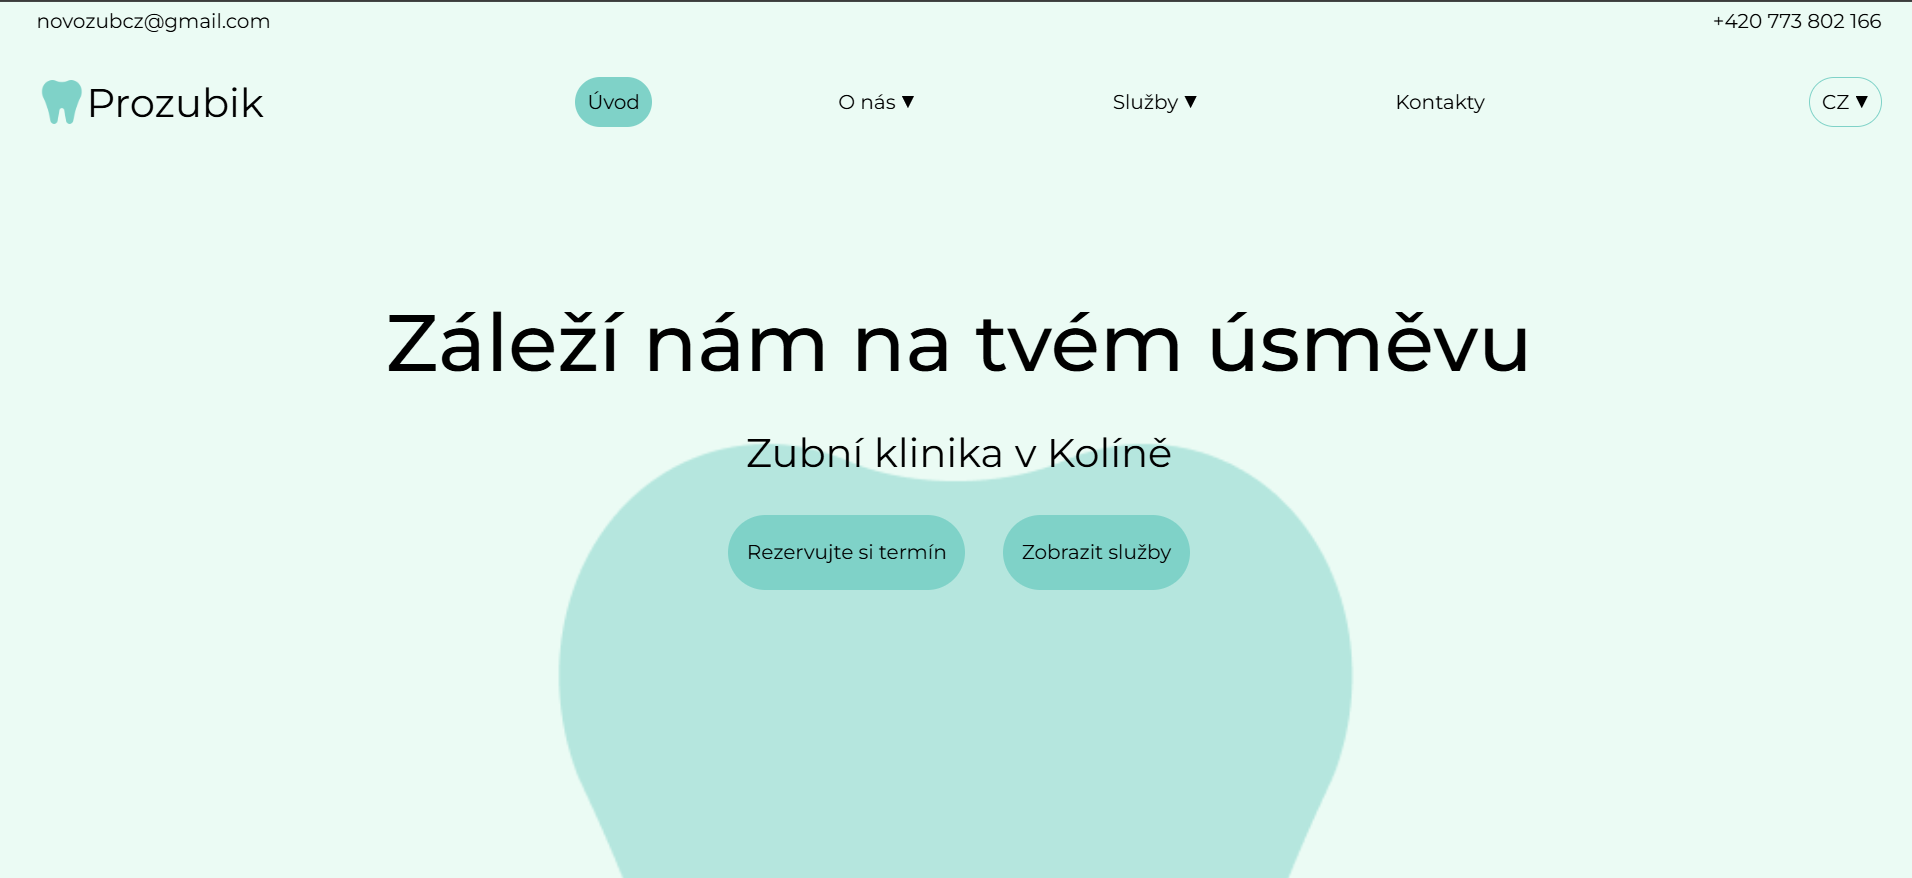 novozubcz@gmail.com +420 773 802 166
Prozubik Úvod O nás ▼ Služby ▼ Kontakty CZ ▼
Záleží nám na tvém úsměvu
Zubní klinika v Kolíně
Rezervujte si termín Zobrazit služby